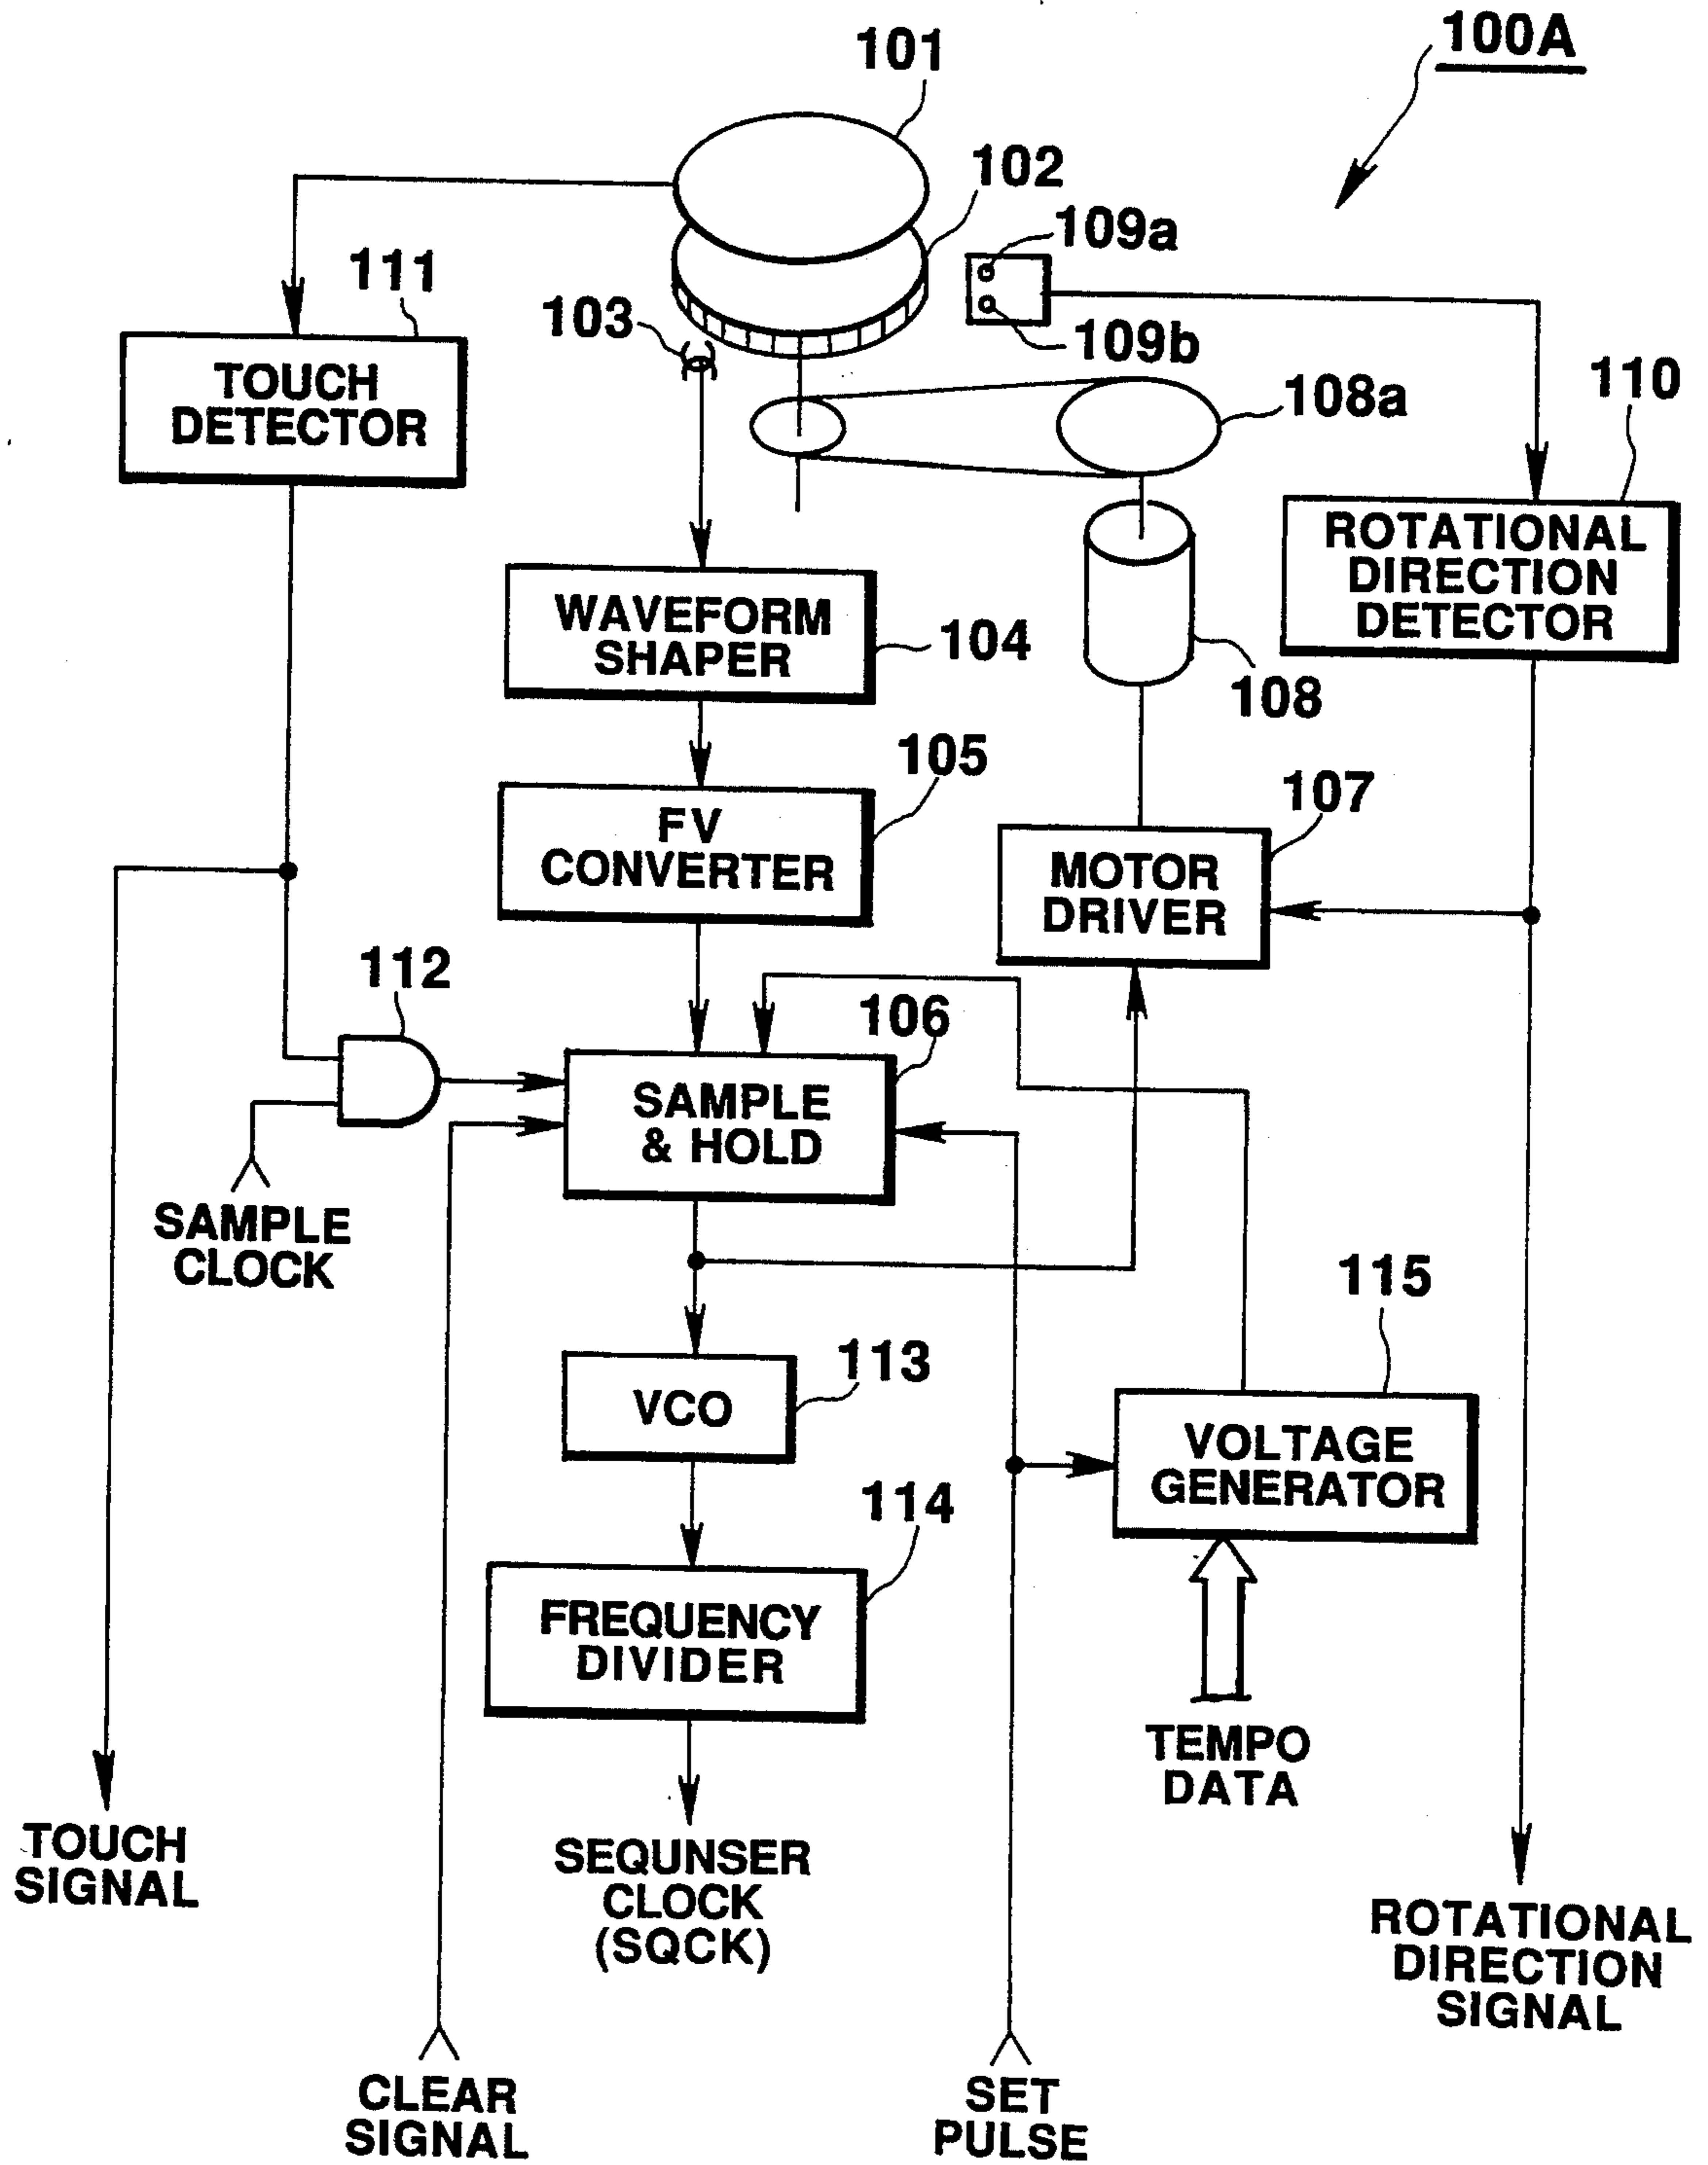 100A
101
102
109a
109b
111
103
TOUCH
DETECTOR
108a
110
ROTATIONAL
DIRECTION
DETECTOR
WAVEFORM
SHAPER
104
108
105
FV
CONVERTER
107
MOTOR
DRIVER
112
106
SAMPLE
& HOLD
SAMPLE
CLOCK
115
113
VCO
VOLTAGE
GENERATOR
114
FREQUENCY
DIVIDER
TEMPO
DATA
TOUCH
SIGNAL
SEQUNSER
CLOCK
(SQCK)
ROTATIONAL
DIRECTION
SIGNAL
CLEAR
SIGNAL
SET
PULSE